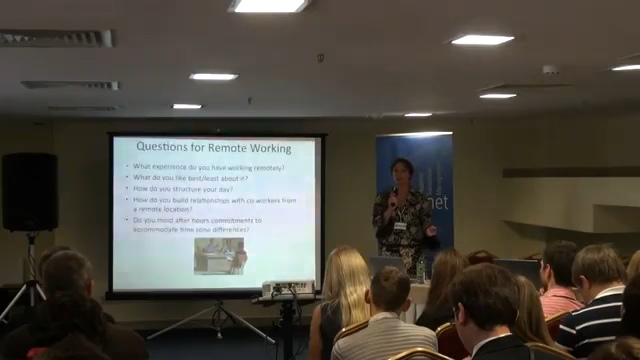 Questions for Remote Working
• What experience do you have working remotely?
• What do you like best/least about it?
• How do you structure your day?
• How do you build relationships with co workers from
a remote location?
• Do you mind after hours commitments to
accommodate time zone differences?
net